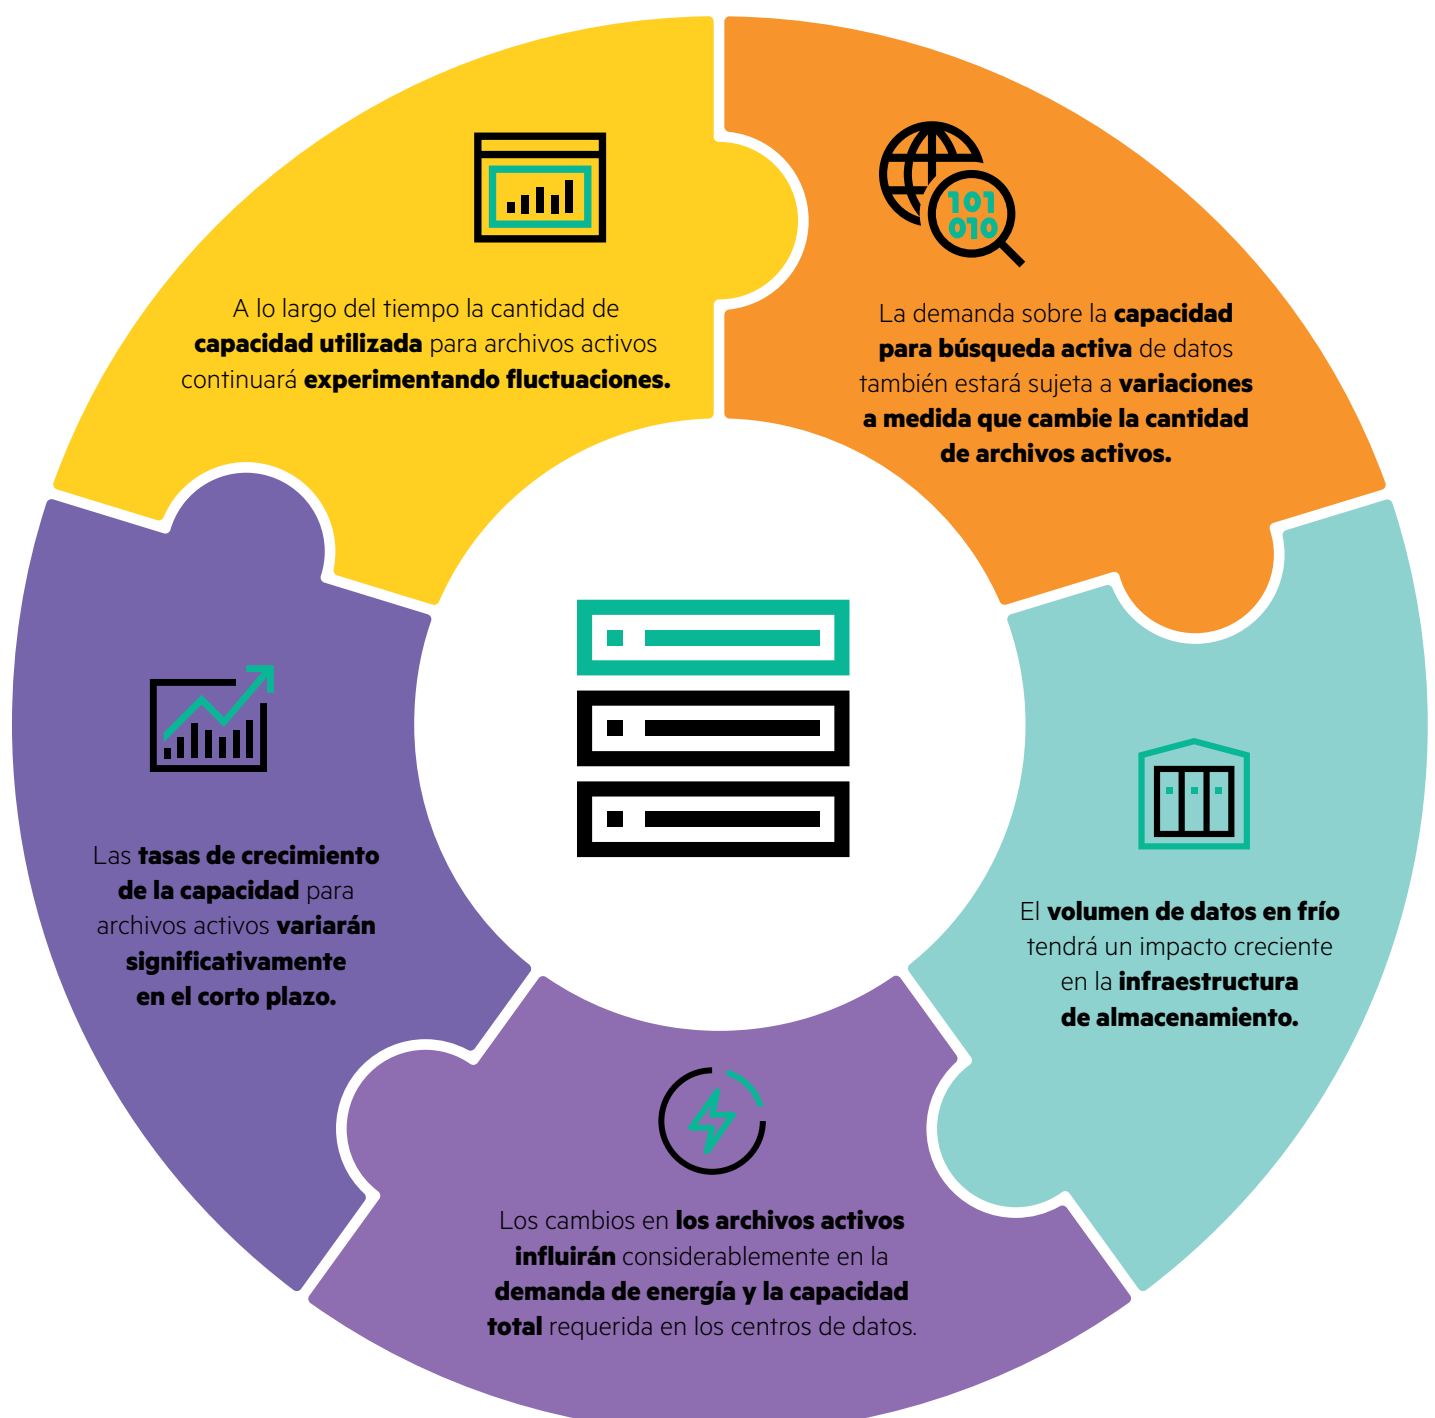 A lo largo del tiempo la cantidad de
capacidad utilizada para archivos activos
continuará experimentando fluctuaciones.
101
010
La demanda sobre la capacidad
para búsqueda activa de datos
también estará sujeta a variaciones
a medida que cambie la cantidad
de archivos activos.
El volumen de datos en frío
tendrá un impacto creciente
en la infraestructura
de almacenamiento.
Los cambios en los archivos activos
influirán considerablemente en la
demanda de energía y la capacidad
total requerida en los centros de datos.
Las tasas de crecimiento
de la capacidad para
archivos activos variarán
significativamente
en el corto plazo.